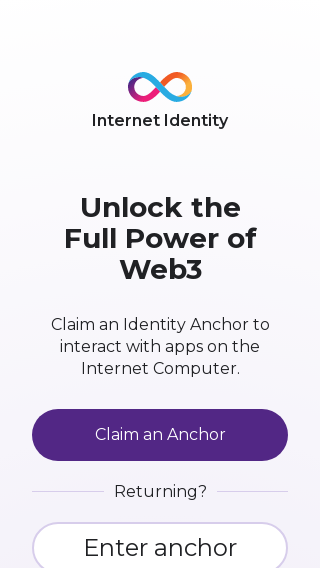 Internet Identity
Unlock the
Full Power of
Web3
Claim an Identity Anchor to
interact with apps on the
Internet Computer.
Claim an Anchor
Returning?
Enter anchor